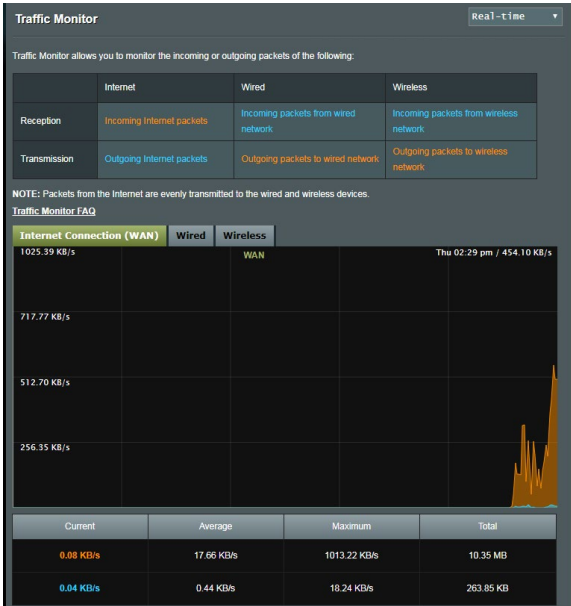 Traffic Monitor
Real-time
Traffic Monitor allows you to monitor the incoming or outgoing packets of the following:
Internet Wired Wireless
Reception Incoming Internet packets Incoming packets from wired network Incoming packets from wireless network
Transmission Outgoing Internet packets Outgoing packets to wired network Outgoing packets to wireless network
NOTE: Packets from the Internet are evenly transmitted to the wired and wireless devices.
Traffic Monitor FAQ
Internet Connection (WAN) Wired Wireless
1025.39 KB/s WAN Thu 02:29 pm / 454.10 KB/s
717.77 KB/s
512.70 KB/s
256.35 KB/s
Current Average Maximum Total
0.08 KB/s 17.66 KB/s 1013.22 KB/s 10.35 MB
0.04 KB/s 0.44 KB/s 18.24 KB/s 263.85 KB